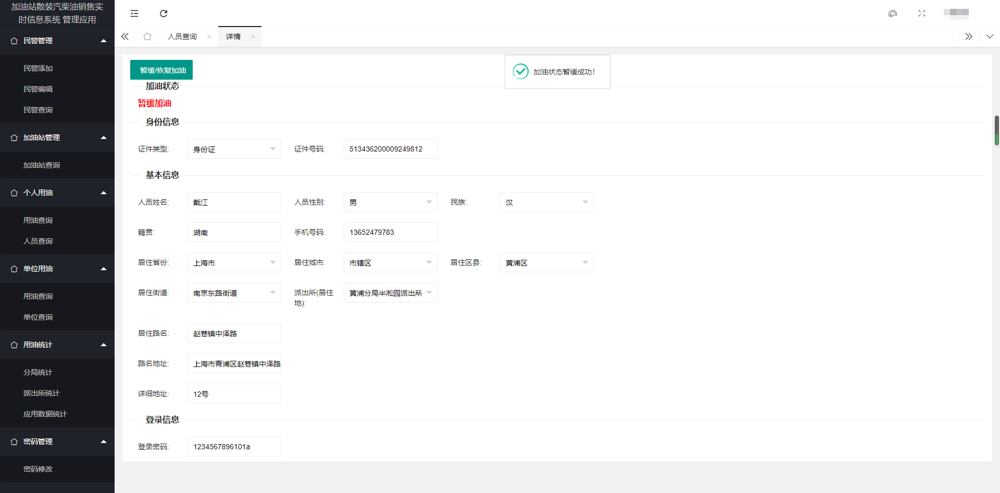 加油站散装汽柴油销售实
时信息系统 管理应用
民警管理
民警添加
民警编辑
民警查询
加油站管理
加油站查询
个人用油
用油查询
人员查询
单位用油
用油查询
单位查询
用油统计
分局统计
派出所统计
应用数据统计
密码管理
密码修改
人员查询
详情
暂缓/恢复加油
加油状态暂缓成功!
加油状态
暂缓加油
身份信息
证件类型: 身份证 证件号码: 513436200009249812
基本信息
人员姓名: 戴江 人员性别: 男 民族: 汉
籍贯: 湖南 手机号码: 13652479783
居住省份: 上海市 居住城市: 市辖区 居住区县: 黄浦区
居住街道: 南京东路街道 派出所(居住
地): 黄浦分局半淞园派出所
居住路名: 赵巷镇中泽路
路名地址: 上海市青浦区赵巷镇中泽路
详细地址: 12号
登录信息
登录密码: 1234567896101a